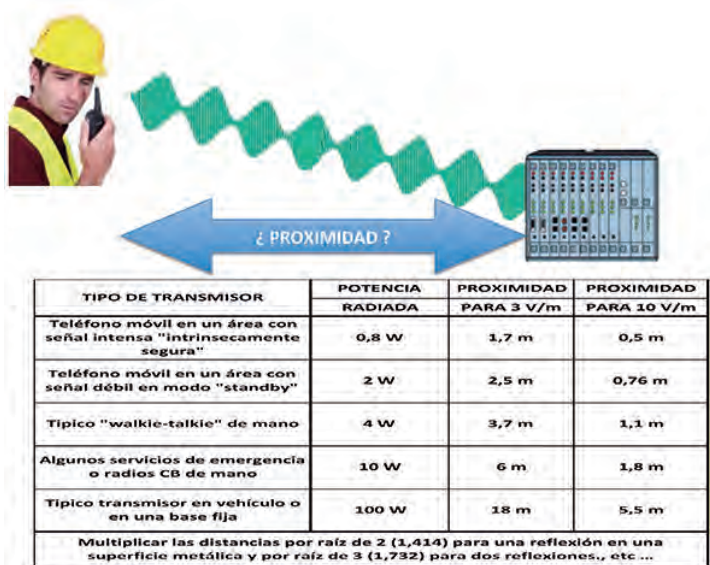 ¿ PROXIMIDAD ?
TIPO DE TRANSMISOR
POTENCIA
RADIADA
PROXIMIDAD
PARA 3 V/m
PROXIMIDAD
PARA 10 V/m
Teléfono móvil en un área con
señal intensa "intrinsecamente
segura"
0,8 W
1,7 m
0,5 m
Teléfono móvil en un área con
señal débil en modo "standby"
2 W
2,5 m
0,76 m
Tipico "walkie-talkie" de mano
4 W
3,7 m
1,1 m
Algunos servicios de emergencia
o radios CB de mano
10 W
6 m
1,8 m
Tipico transmisor en vehículo o
en una base fija
100 W
18 m
5,5 m
Multiplicar las distancias por raíz de 2 (1,414) para una reflexión en una
superficie metálica y por raíz de 3 (1,732) para dos reflexiones., etc ...